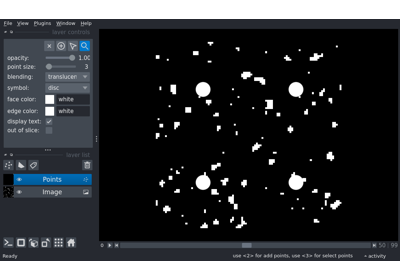 File View Plugins Window Help
layer controls
opacity: 1.00
point size: 3
blending: translucen
symbol: disc
face color: white
edge color: white
display text:
out of slice:
layer list
Points
Image
0 50 99
Ready use <2> for add points, use <3> for select points activity